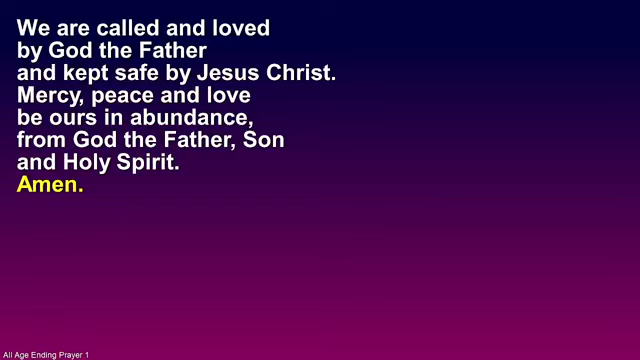 We are called and loved
by God the Father
and kept safe by Jesus Christ.
Mercy, peace and love
be ours in abundance,
from God the Father, Son
and Holy Spirit.
Amen.
All Age Ending Prayer 1